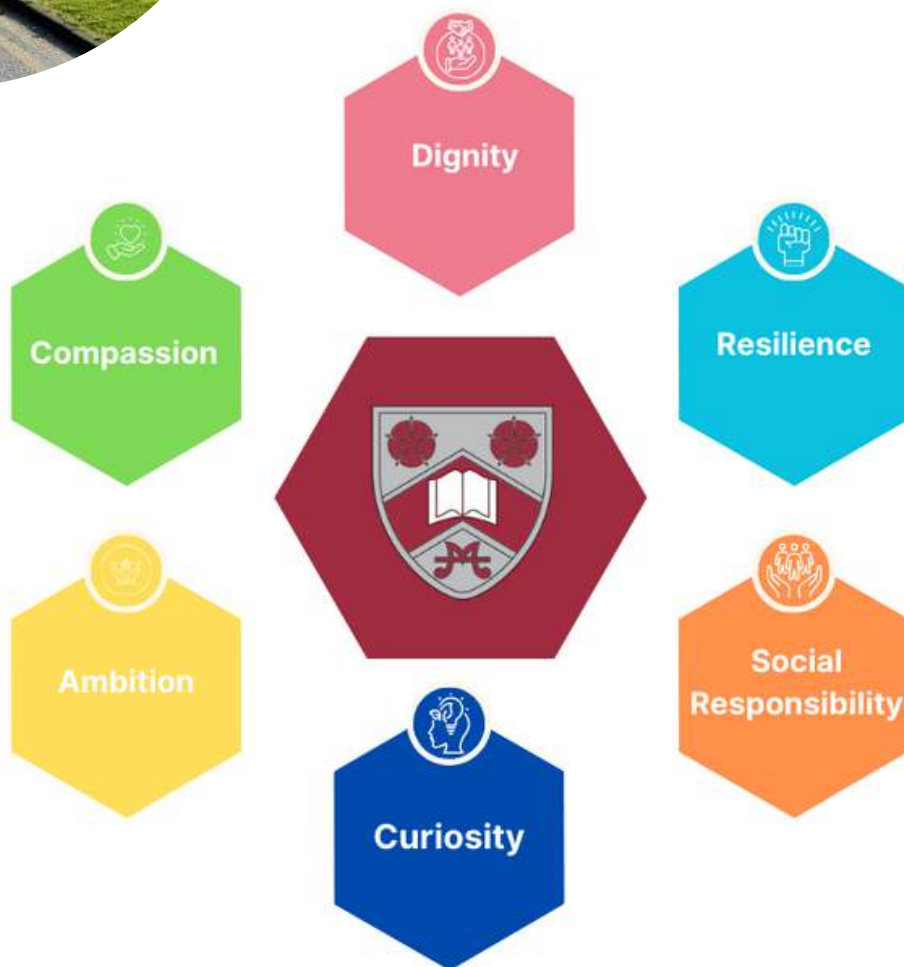 Dignity
Compassion
Resilience
Ambition
Social
Responsibility
Curiosity